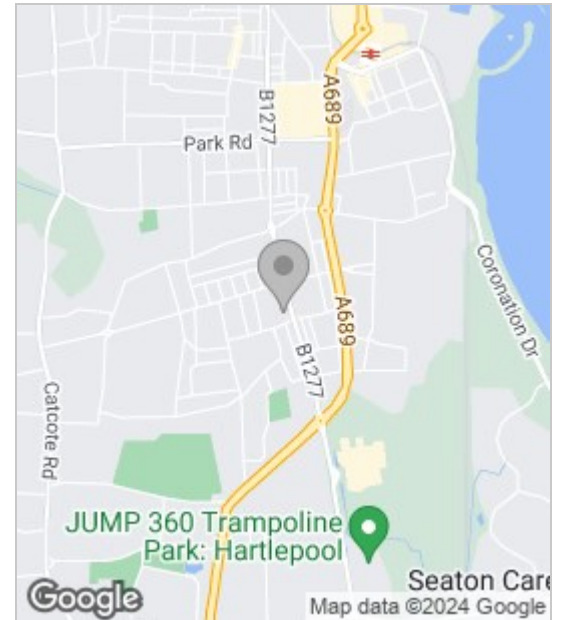 A689
B1277
Park Rd
Coronation Dr
A689
B1277
Catcote Rd
JUMP 360 Trampoline
Park: Hartlepool
Seaton Care
Google
Map data ©2024 Google